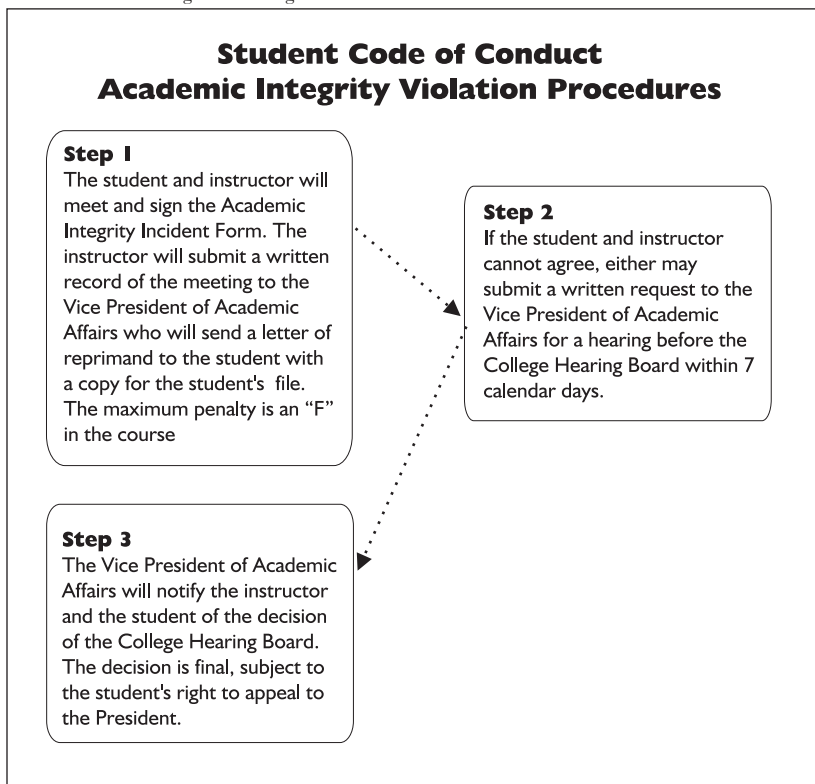 Student Code of Conduct
Academic Integrity Violation Procedures
Step 1
The student and instructor will
meet and sign the Academic
Integrity Incident Form. The
instructor will submit a written
record of the meeting to the
Vice President of Academic
Affairs who will send a letter of
reprimand to the student with
a copy for the student's file.
The maximum penalty is an “F”
in the course
Step 2
If the student and instructor
cannot agree, either may
submit a written request to the
Vice President of Academic
Affairs for a hearing before the
College Hearing Board within 7
calendar days.
Step 3
The Vice President of Academic
Affairs will notify the instructor
and the student of the decision
of the College Hearing Board.
The decision is final, subject to
the student's right to appeal to
the President.